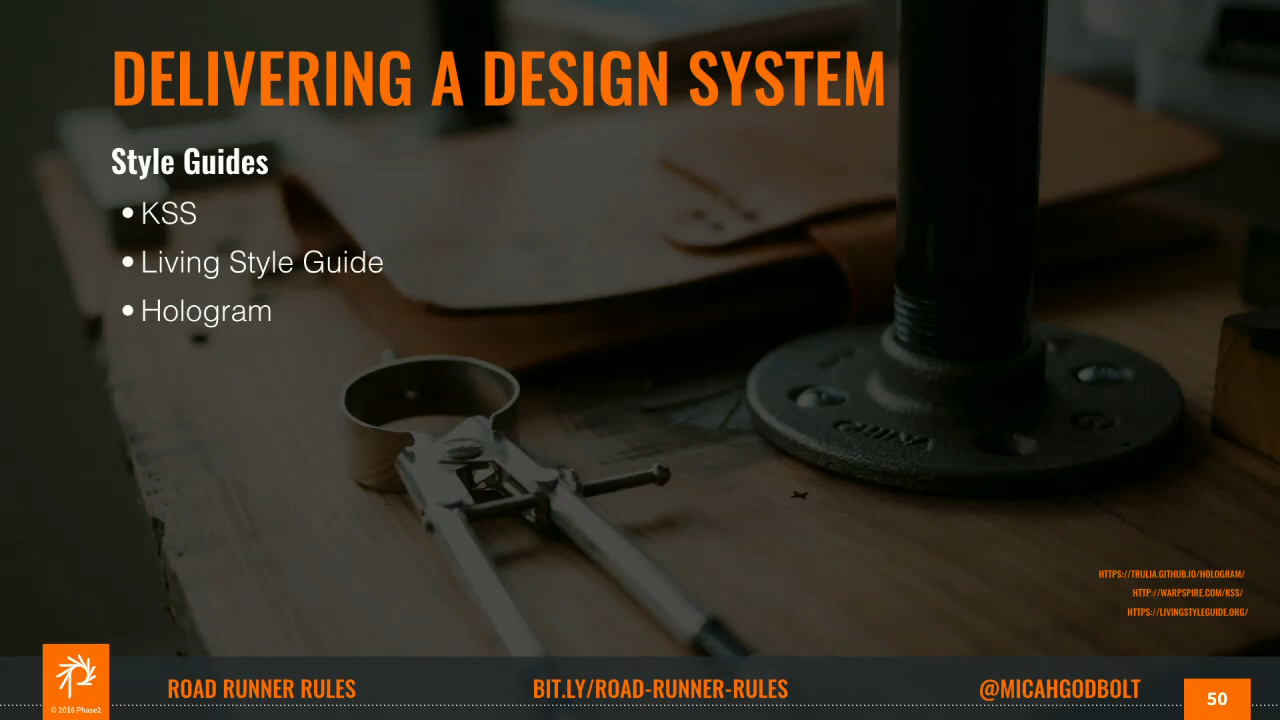 DELIVERING A DESIGN SYSTEM
Style Guides
• KSS
• Living Style Guide
• Hologram
CHINA
HTTPS://TRULIA.GITHUB.IO/HOLOGRAM/
HTTP://WARPSPIRE.COM/KSS/
HTTPS://LIVINGSTYLEGUIDE.ORG/
© 2016 Phase2
ROAD RUNNER RULES
BIT.LY/ROAD-RUNNER-RULES
@MICAHGODBOLT
50